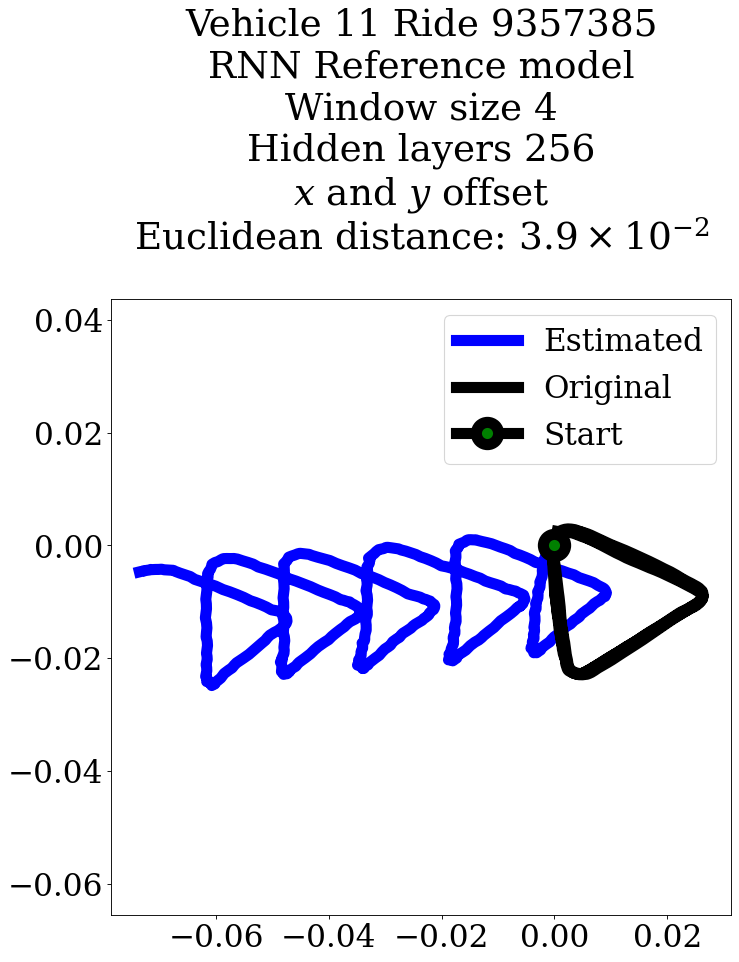 Vehicle 11 Ride 9357385
RNN Reference model
Window size 4
Hidden layers 256
x and y offset
Euclidean distance: 3.9 × 10⁻²
Estimated
Original
Start
0.04
0.02
0.00
−0.02
−0.04
−0.06
−0.06 −0.04 −0.02 0.00 0.02